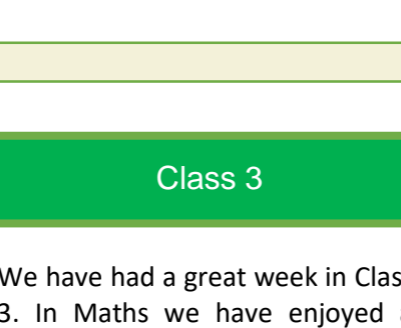 Class 3
We have had a great week in Clas
3. In Maths we have enjoyed a